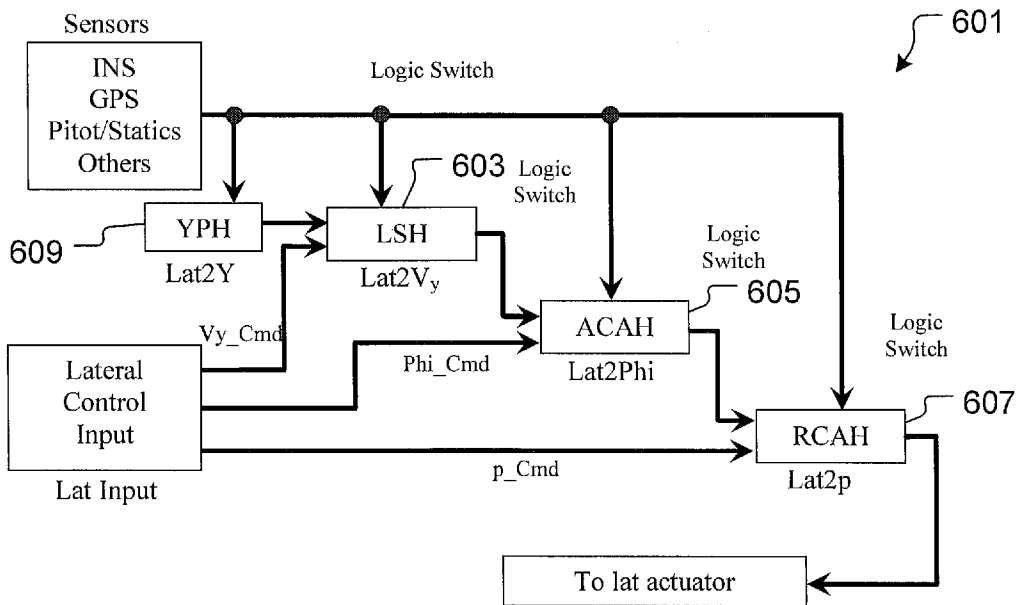 Sensors
601
INS
GPS
Pitot/Statics
Others
Logic Switch
603
Logic
Switch
YPH
LSH
609
Lat2Y
Lat2Vy
Logic
Switch
605
ACAH
Vy_Cmd
Phi_Cmd
Lat2Phi
Logic
Switch
Lateral
Control
Input
607
RCAH
p_Cmd
Lat2p
Lat Input
To lat actuator